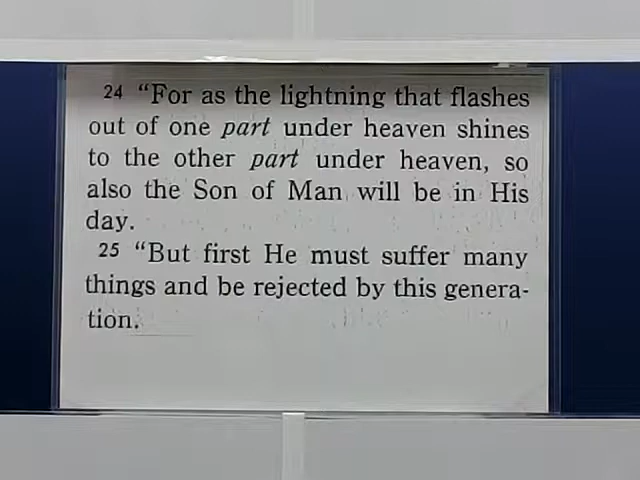 24 “For as the lightning that flashes
out of one part under heaven shines
to the other part under heaven, so
also the Son of Man will be in His
day.
25 “But first He must suffer many
things and be rejected by this genera-
tion.